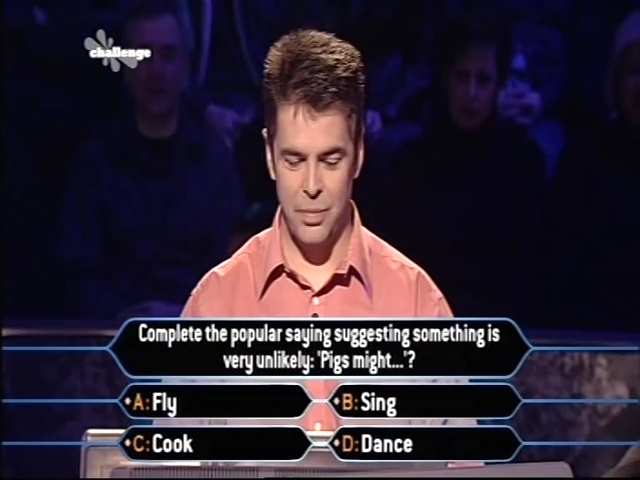 challenge
Complete the popular saying suggesting something is
very unlikely: 'Pigs might...'?
A: Fly
B: Sing
C: Cook
D: Dance